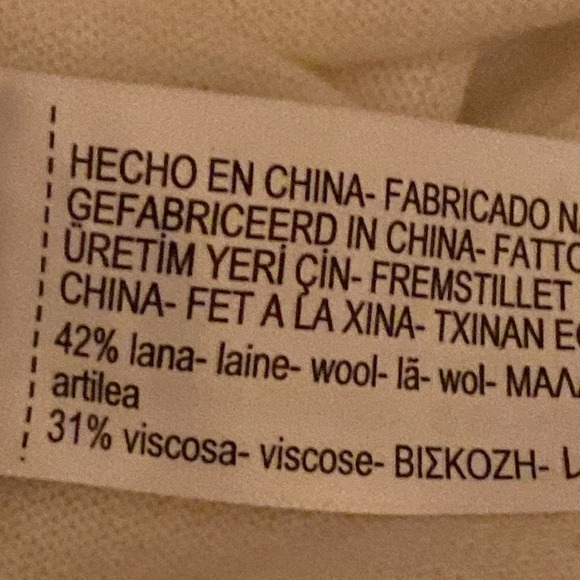 HECHO EN CHINA- FABRICADO
GEFABRICEERD IN CHINA- FATTO
ÜRETİM YERİ ÇİN- FREMSTILLET
CHINA- FET A LA XINA- TXINAN
42% lana- laine- wool- lã- wol-
artilea
31% viscosa- viscose- ΒΙΣΚΟΖΗ-